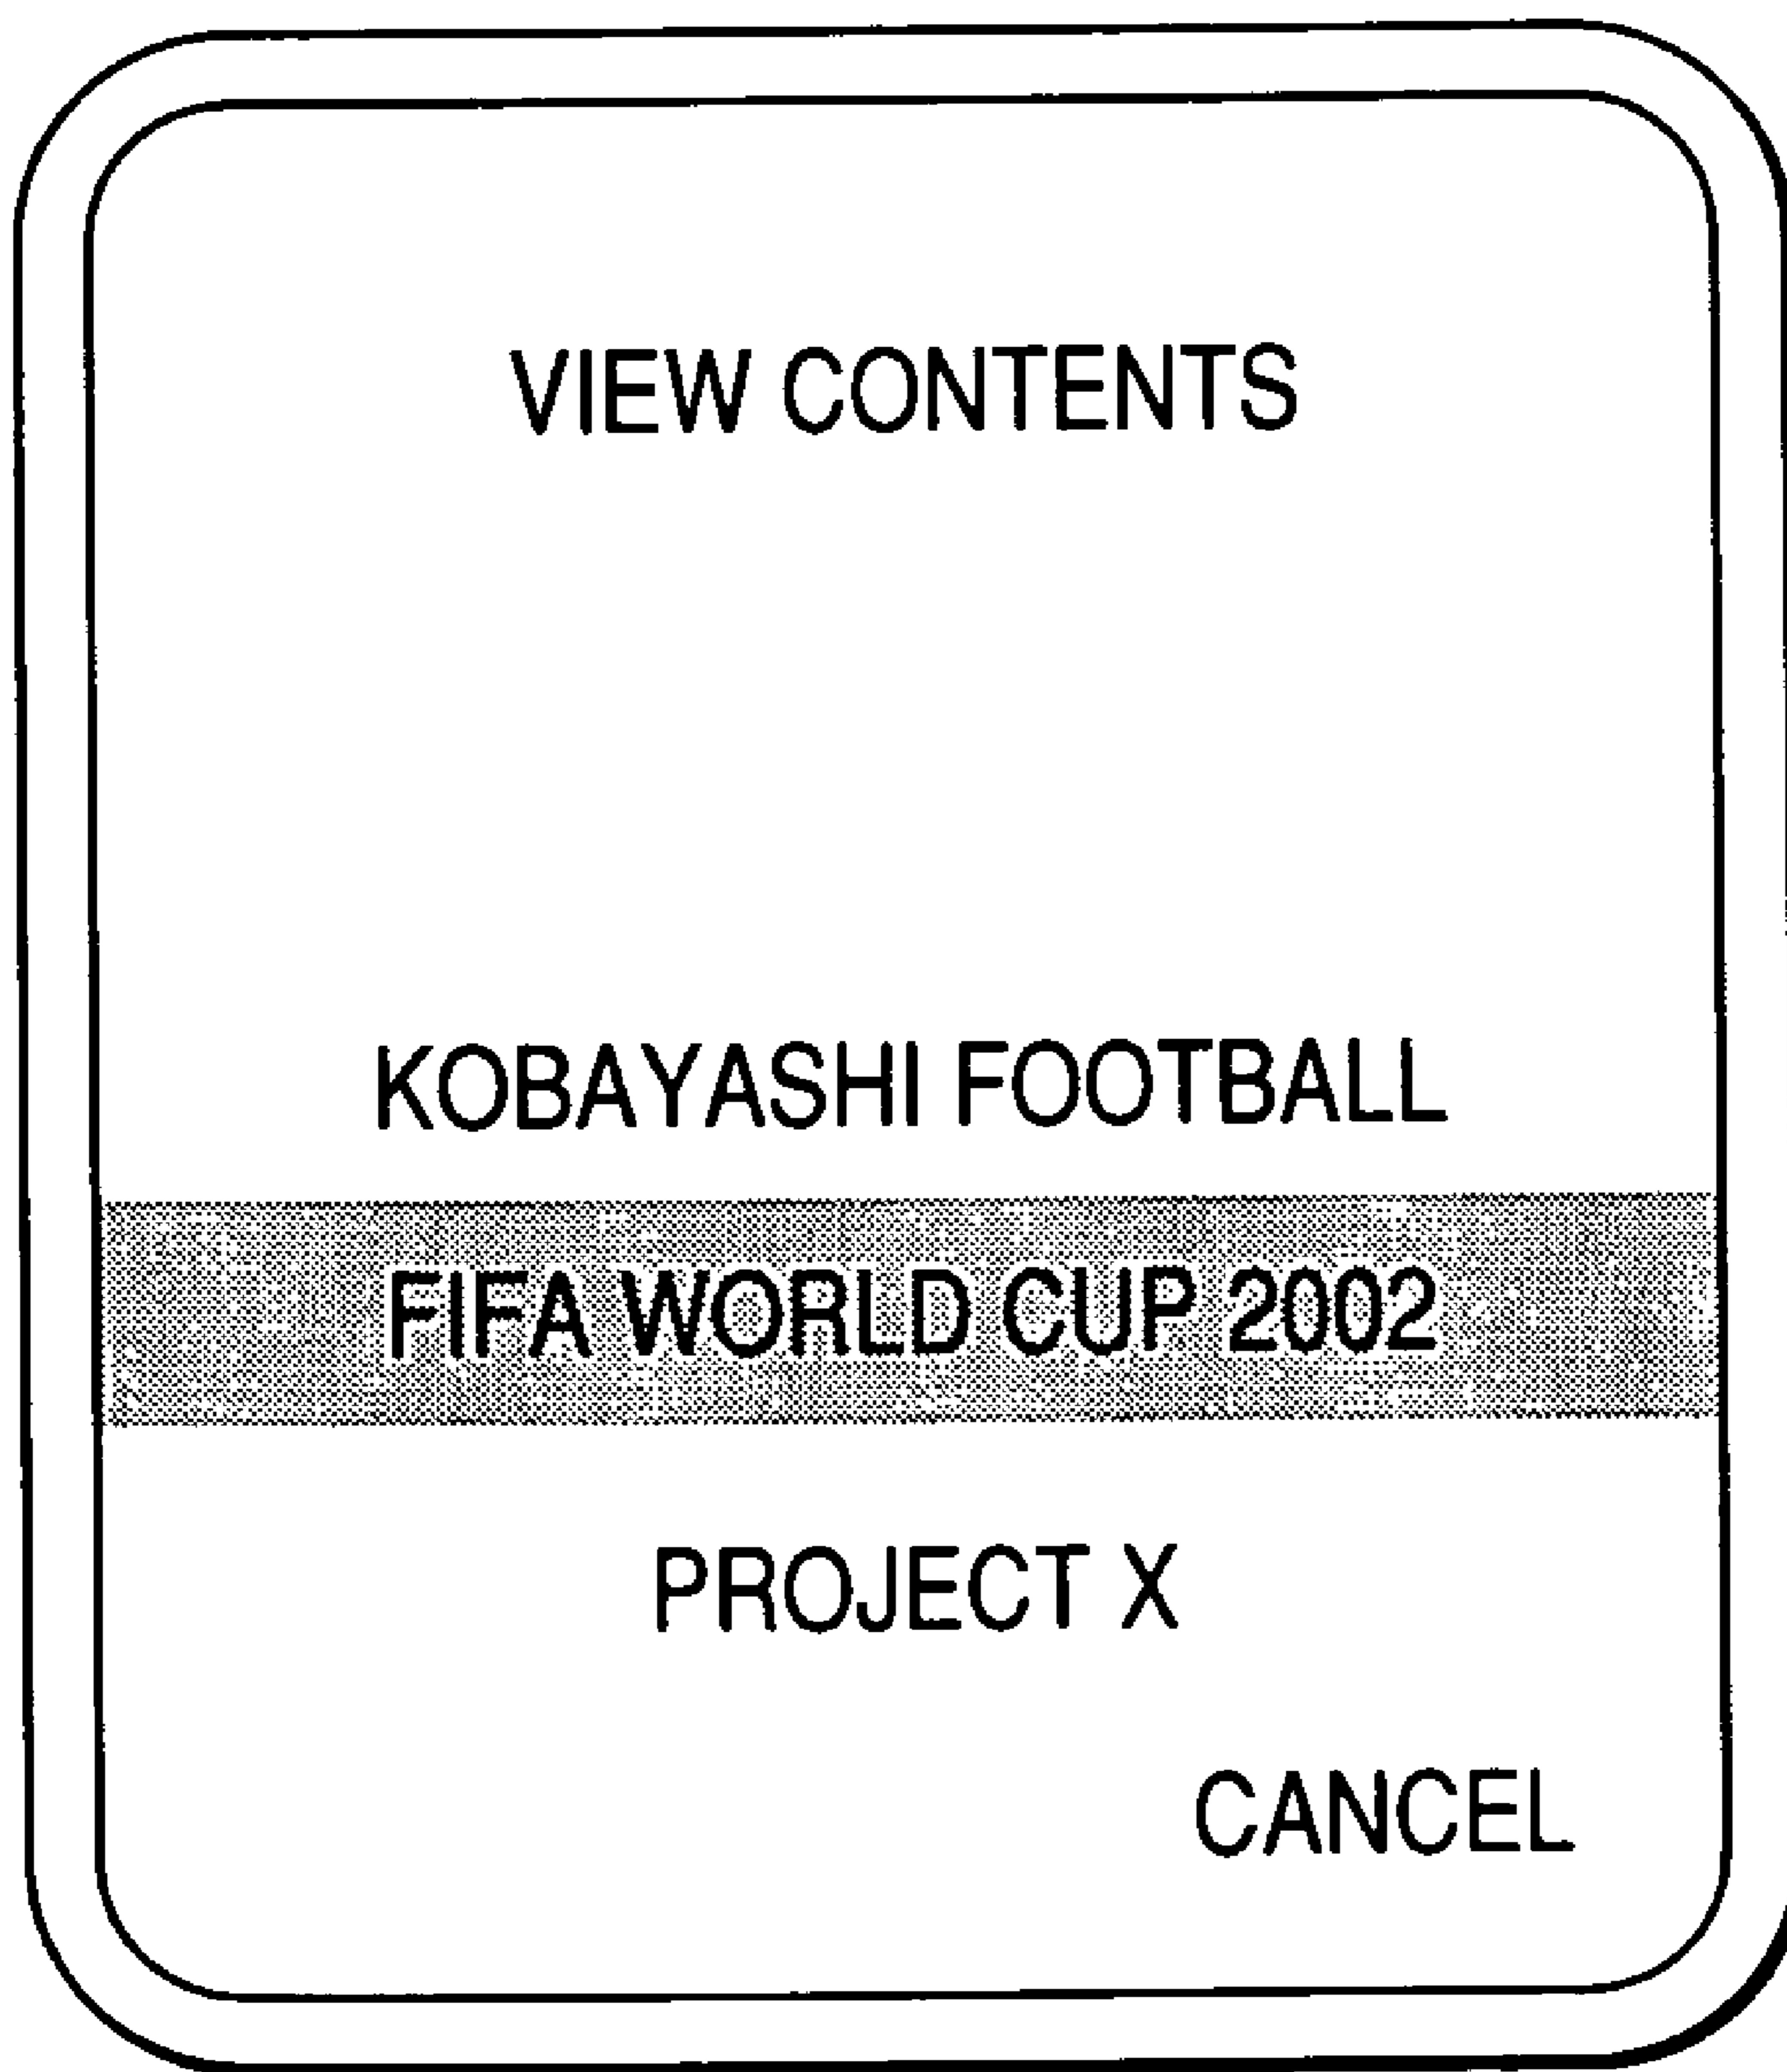 VIEW CONTENTS
KOBAYASHI FOOTBALL
FIFA WORLD CUP 2002
PROJECT X
CANCEL